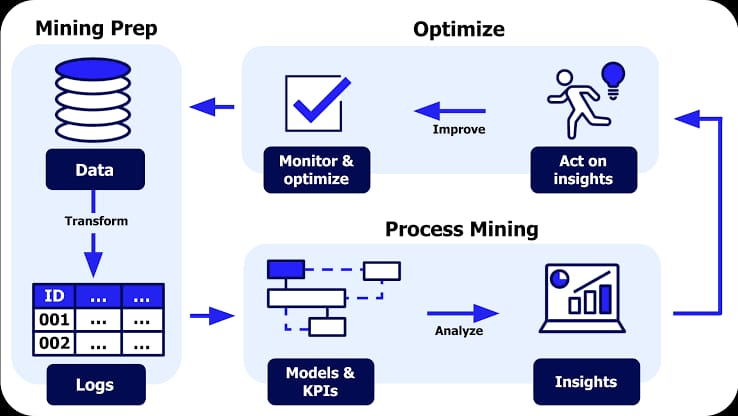 Mining Prep
Data
Transform
ID ... ...
001 ... ...
002 ... ...
Logs
Optimize
Improve
Monitor &
optimize
Act on
insights
Process Mining
Analyze
Models &
KPIs
Insights